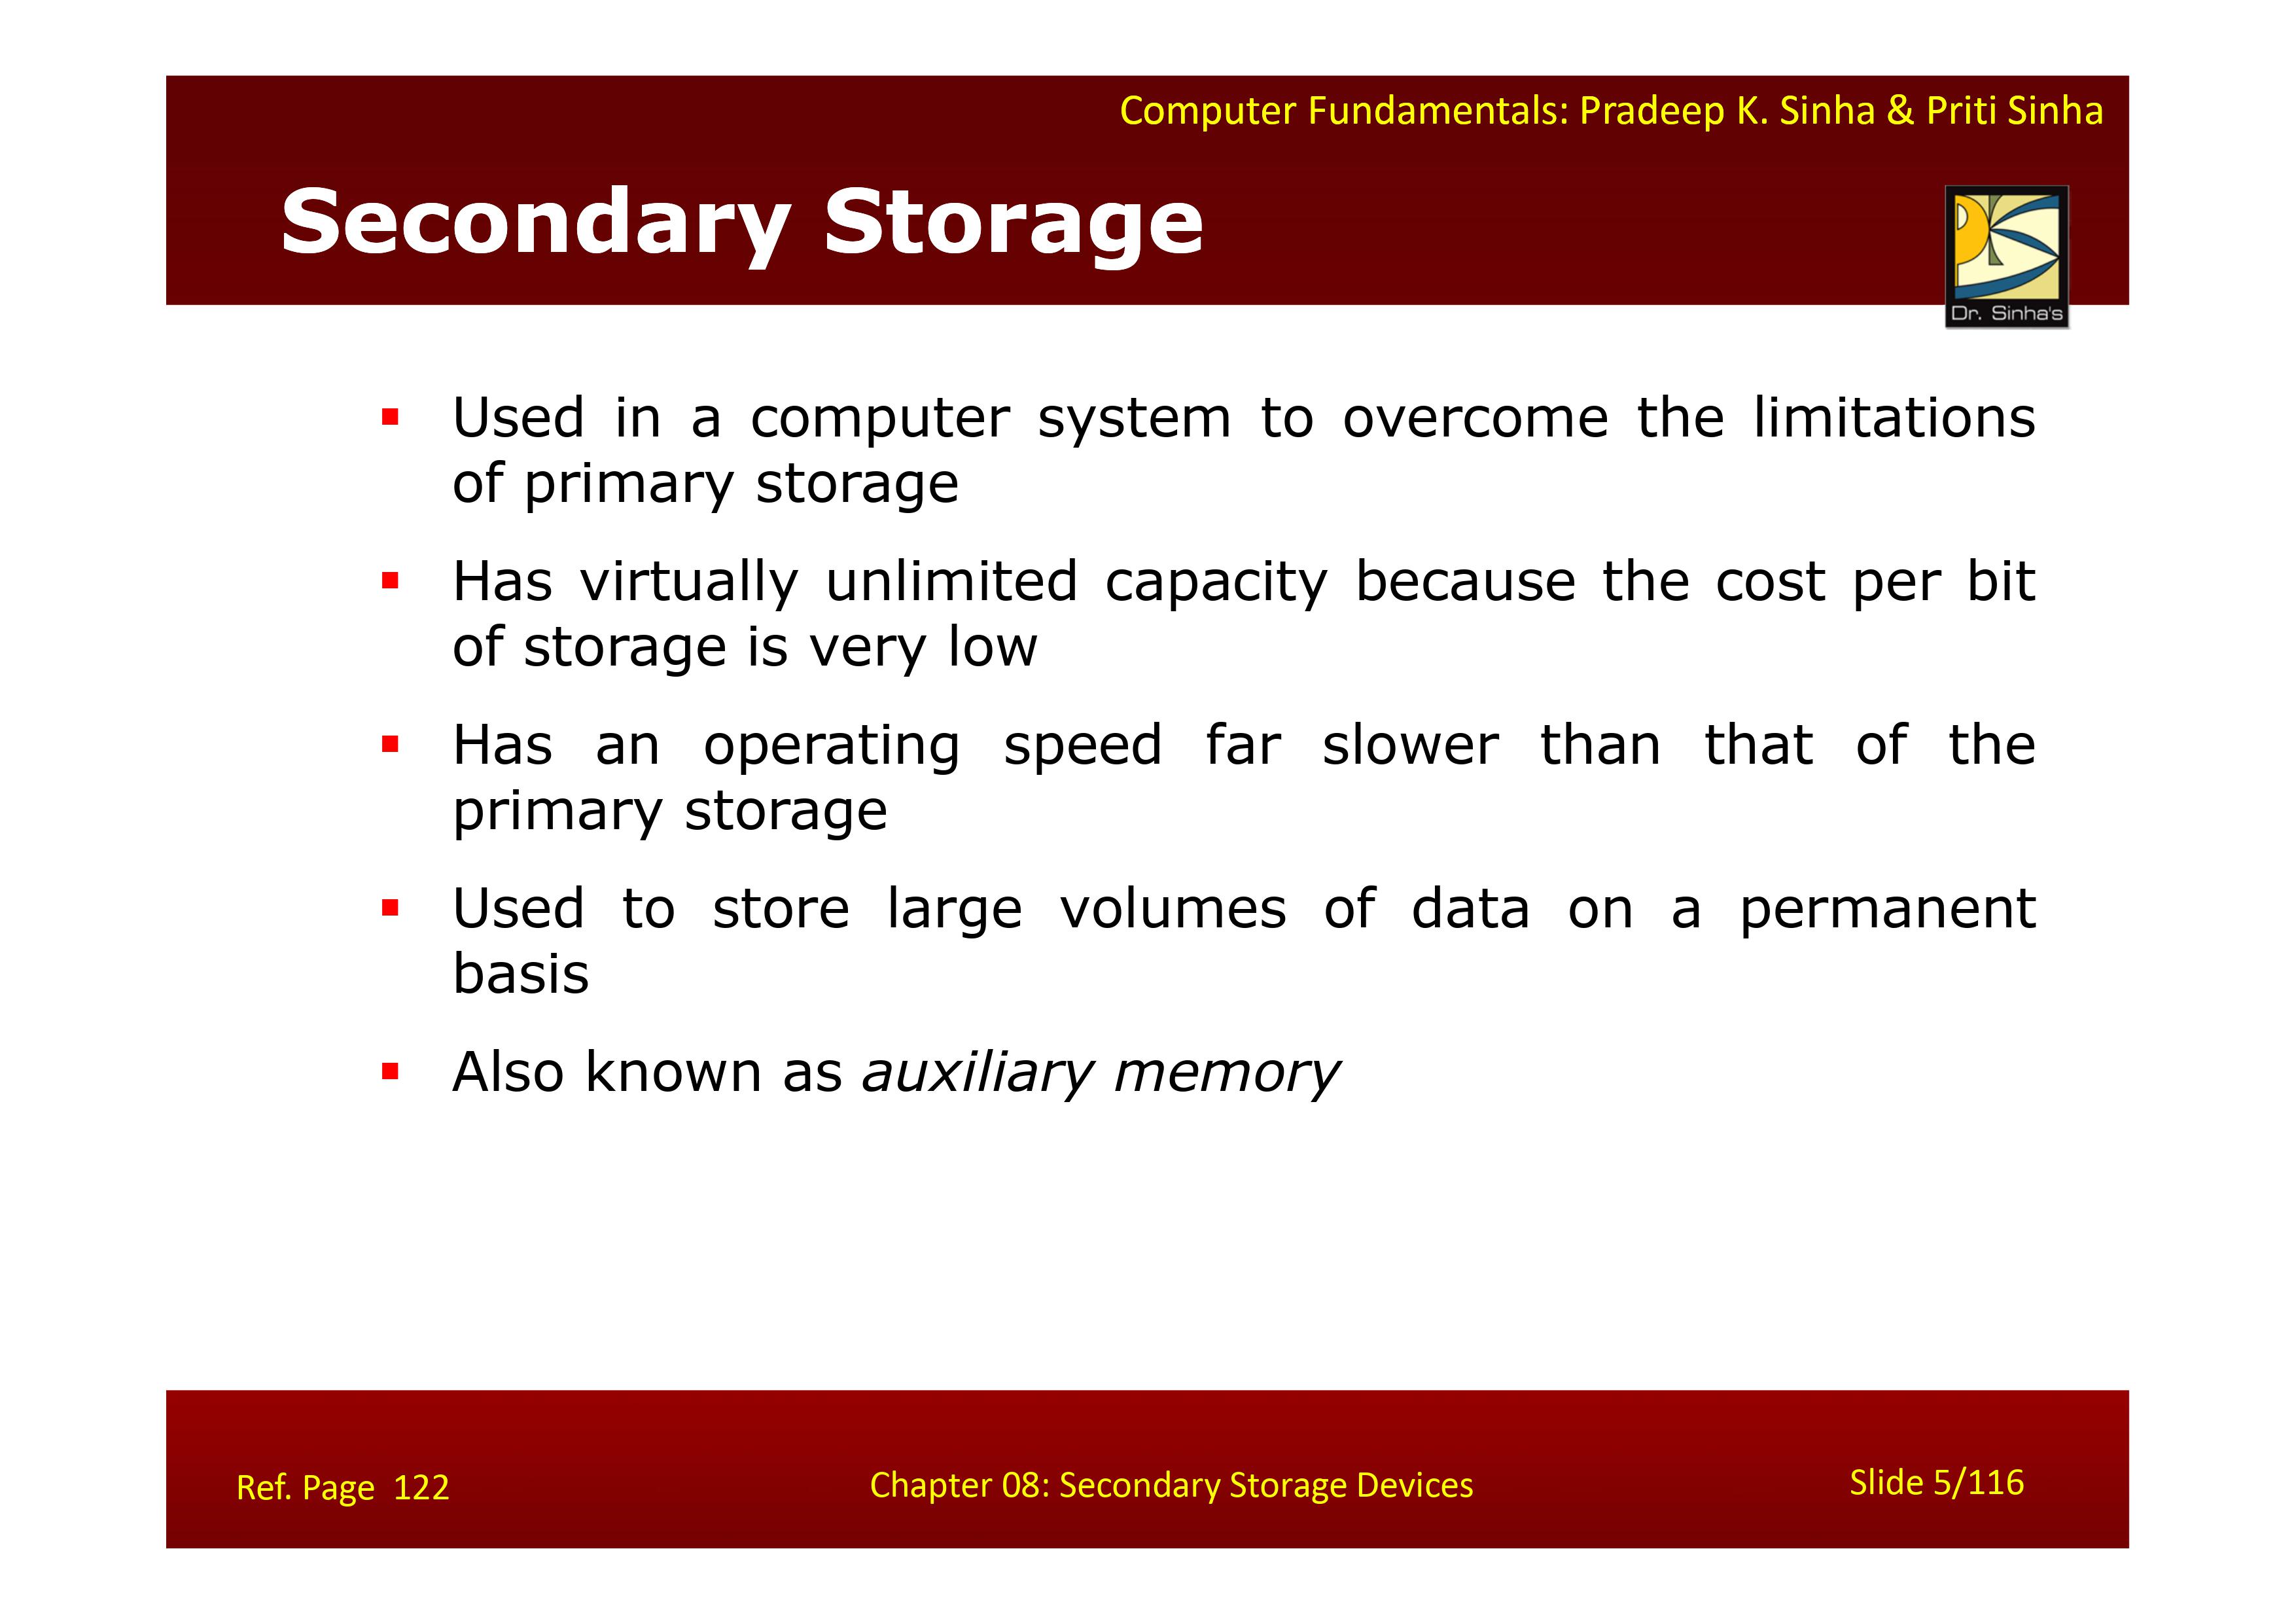 Computer Fundamentals: Pradeep K. Sinha & Priti Sinha
Secondary Storage
Dr. Sinha's
▪ Used in a computer system to overcome the limitations
of primary storage
▪ Has virtually unlimited capacity because the cost per bit
of storage is very low
▪ Has an operating speed far slower than that of the
primary storage
▪ Used to store large volumes of data on a permanent
basis
▪ Also known as auxiliary memory
Ref. Page 122
Chapter 08: Secondary Storage Devices
Slide 5/116